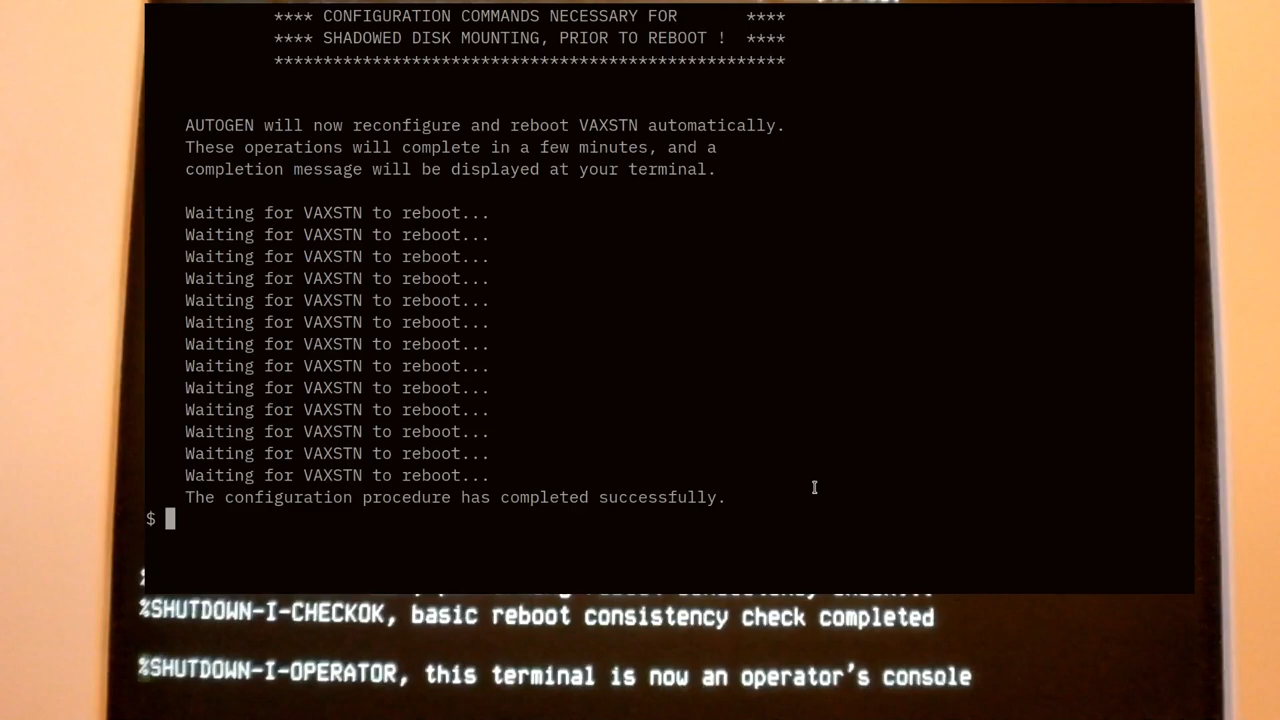 **** CONFIGURATION COMMANDS NECESSARY FOR       ****
**** SHADOWED DISK MOUNTING, PRIOR TO REBOOT !  ****
****************************************************
AUTOGEN will now reconfigure and reboot VAXSTN automatically.
These operations will complete in a few minutes, and a
completion message will be displayed at your terminal.
Waiting for VAXSTN to reboot...
Waiting for VAXSTN to reboot...
Waiting for VAXSTN to reboot...
Waiting for VAXSTN to reboot...
Waiting for VAXSTN to reboot...
Waiting for VAXSTN to reboot...
Waiting for VAXSTN to reboot...
Waiting for VAXSTN to reboot...
Waiting for VAXSTN to reboot...
Waiting for VAXSTN to reboot...
Waiting for VAXSTN to reboot...
Waiting for VAXSTN to reboot...
Waiting for VAXSTN to reboot...
The configuration procedure has completed successfully.
$
%SHUTDOWN-I-CHECKOK, basic reboot consistency check completed
%SHUTDOWN-I-OPERATOR, this terminal is now an operator's console